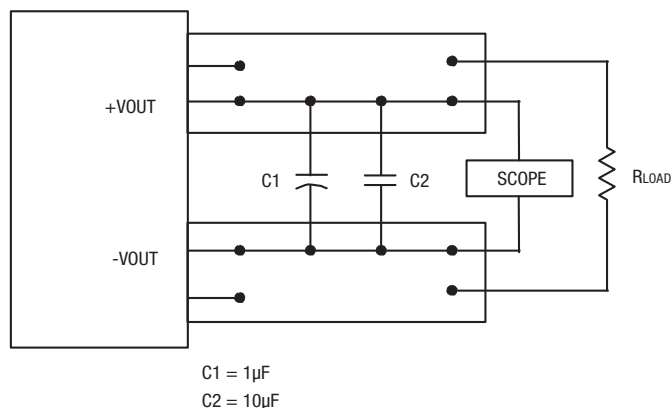 +VOUT
C1
C2
SCOPE
RLOAD
-VOUT
C1 = 1µF
C2 = 10µF